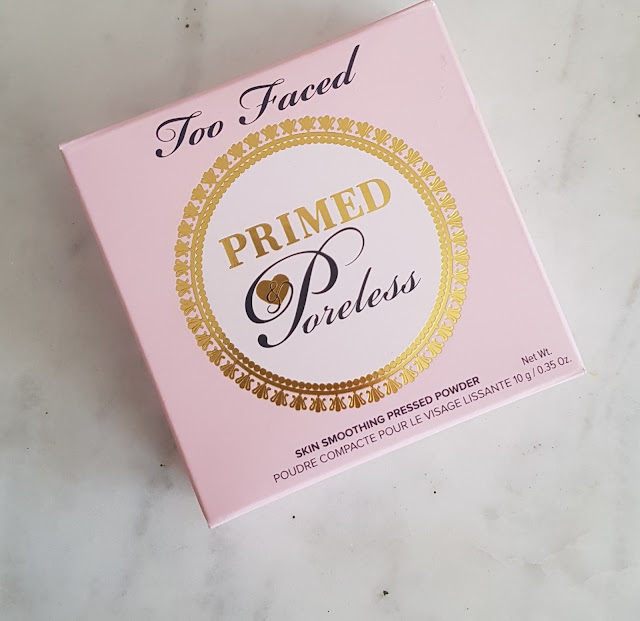 Too Faced
PRIMED
& Poreless
Net Wt.
SKIN SMOOTHING PRESSED POWDER
POUDRE COMPACTE POUR LE VISAGE LISSANTE 10 g / 0.35 Oz.